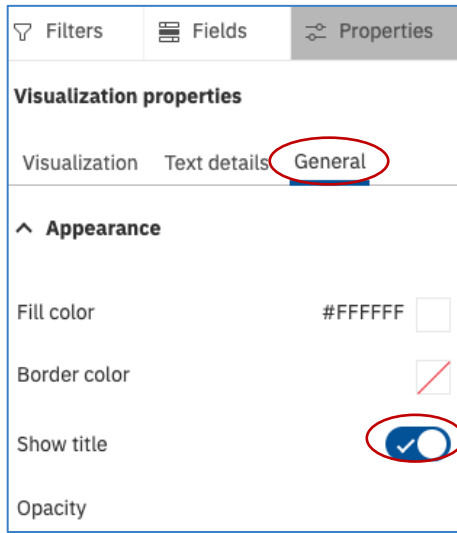 Filters Fields Properties
Visualization properties
Visualization Text details General
Appearance
Fill color #FFFFFF
Border color
Show title
Opacity